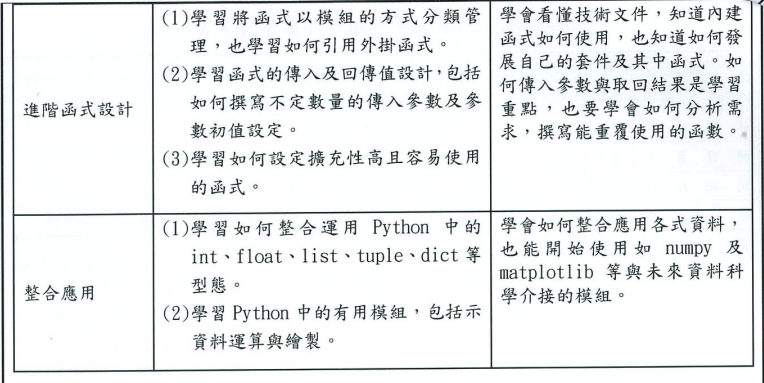 進階函式設計
(1)學習將函式以模組的方式分類管
理，也學習如何引用外掛函式。
(2)學習函式的傳入及回傳值設計，包括
如何撰寫不定數量的傳入參數及參
數初值設定。
(3)學習如何設定擴充性高且容易使用
的函式。
學會看懂技術文件，知道內建
函式如何使用，也知道如何發
展自己的套件及其中函式。如
何傳入參數與取回結果是學習
重點，也要學會如何分析需
求，撰寫能重覆使用的函數。
整合應用
(1)學習如何整合運用 Python 中的
int、float、list、tuple、dict 等
型態。
(2)學習 Python 中的有用模組，包括示
資料運算與繪製。
學會如何整合應用各式資料，
也能開始使用如 numpy 及
matplotlib 等與未來資料科
學介接的模組。